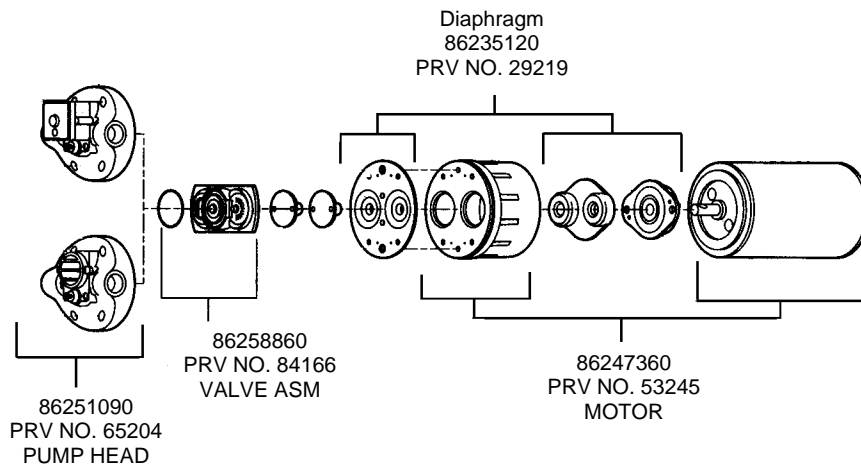 Diaphragm
86235120
PRV NO. 29219
86258860
PRV NO. 84166
VALVE ASM
86247360
PRV NO. 53245
MOTOR
86251090
PRV NO. 65204
PUMP HEAD